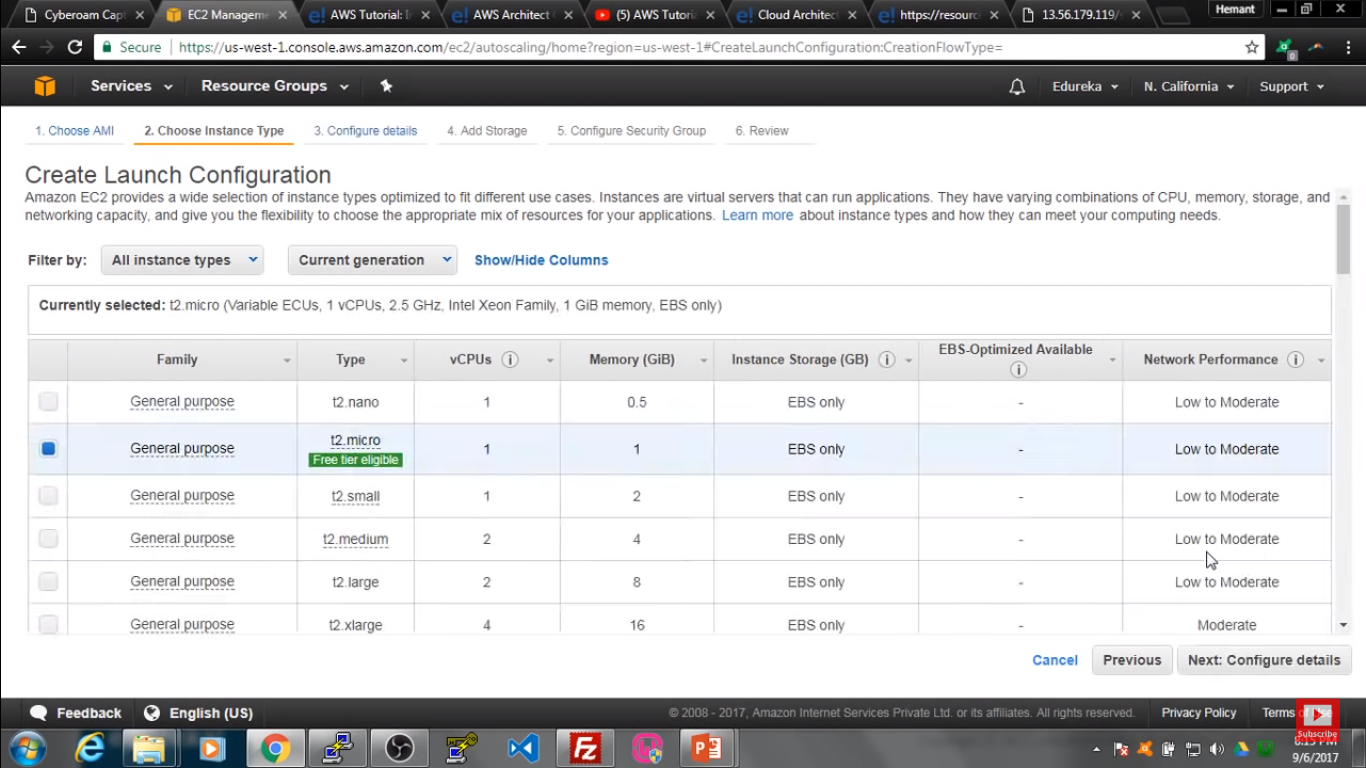 Cyberoam Capt
EC2 Manageme
AWS Tutorial: I
AWS Architect
(5) AWS Tutoria
Cloud Architec
https://resourc
13.56.179.119/
Hemant
Secure
https://us-west-1.console.aws.amazon.com/ec2/autoscaling/home?region=us-west-1#CreateLaunchConfiguration:CreationFlowType=
0
Services
Resource Groups
Edureka
N. California
Support
1. Choose AMI
2. Choose Instance Type
3. Configure details
4. Add Storage
5. Configure Security Group
6. Review
Create Launch Configuration
Amazon EC2 provides a wide selection of instance types optimized to fit different use cases. Instances are virtual servers that can run applications. They have varying combinations of CPU, memory, storage, and
networking capacity, and give you the flexibility to choose the appropriate mix of resources for your applications. Learn more about instance types and how they can meet your computing needs.
Filter by: All instance types Current generation Show/Hide Columns
Currently selected: t2.micro (Variable ECUs, 1 vCPUs, 2.5 GHz, Intel Xeon Family, 1 GiB memory, EBS only)
Family Type vCPUs Memory (GiB) Instance Storage (GB) EBS-Optimized Available Network Performance
General purpose t2.nano 1 0.5 EBS only - Low to Moderate
General purpose t2.micro Free tier eligible 1 1 EBS only - Low to Moderate
General purpose t2.small 1 2 EBS only - Low to Moderate
General purpose t2.medium 2 4 EBS only - Low to Moderate
General purpose t2.large 2 8 EBS only - Low to Moderate
General purpose t2.xlarge 4 16 EBS only - Moderate
Cancel Previous Next: Configure details
Feedback English (US) © 2008 - 2017, Amazon Internet Services Private Ltd. or its affiliates. All rights reserved. Privacy Policy Terms of
Subscribe
PM
9/6/2017